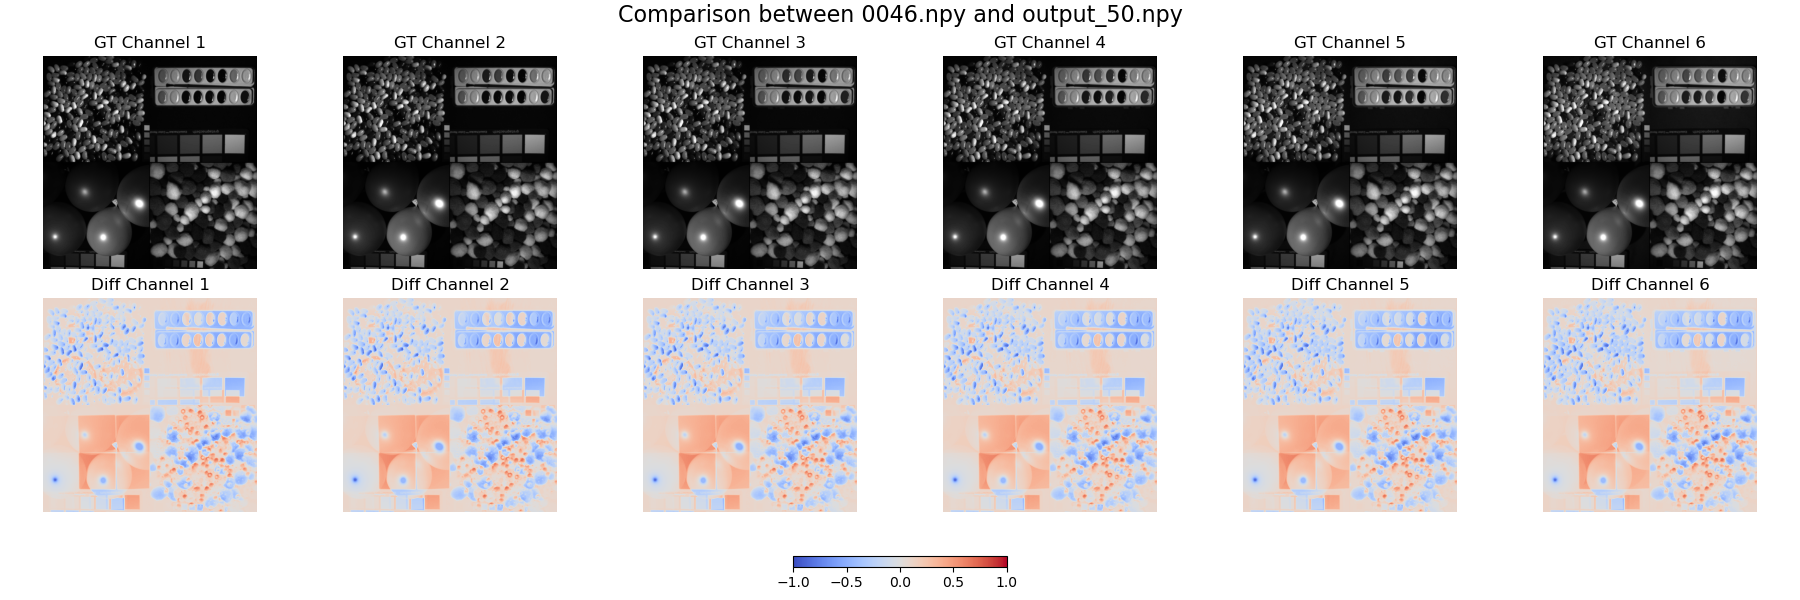 Comparison between 0046.npy and output_50.npy
GT Channel 1
GT Channel 2
GT Channel 3
GT Channel 4
GT Channel 5
GT Channel 6
Diff Channel 1
Diff Channel 2
Diff Channel 3
Diff Channel 4
Diff Channel 5
Diff Channel 6
−1.0 −0.5 0.0 0.5 1.0